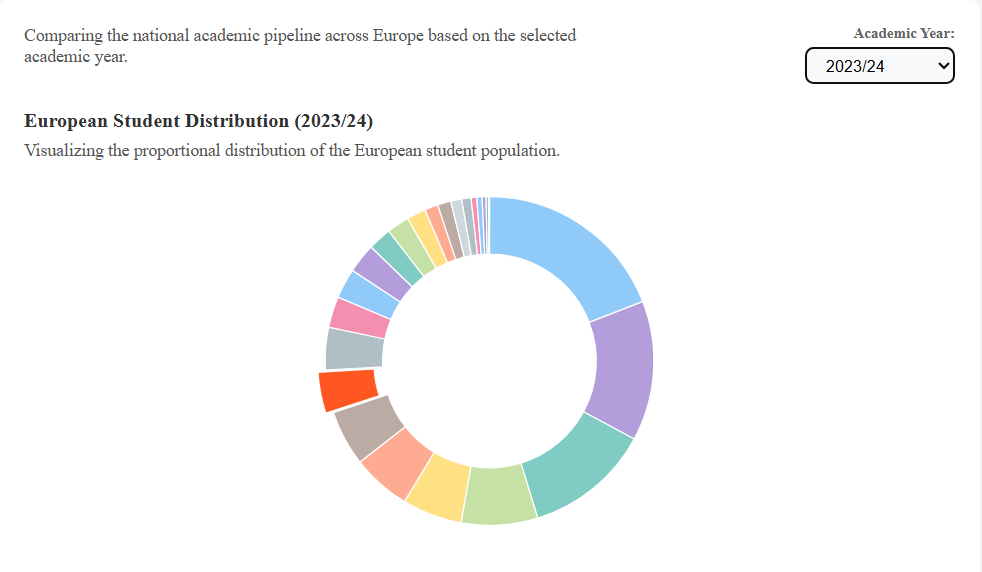 Comparing the national academic pipeline across Europe based on the selected
academic year.
Academic Year:
2023/24
European Student Distribution (2023/24)
Visualizing the proportional distribution of the European student population.